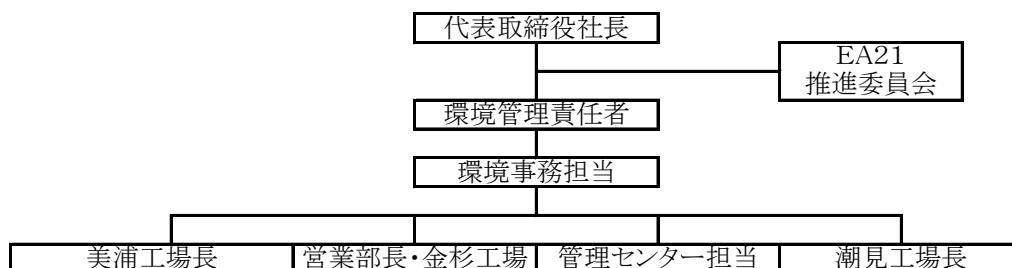 代表取締役社長
EA21
推進委員会
環境管理責任者
環境事務担当
美浦工場長
営業部長・金杉工場
管理センター担当
潮見工場長